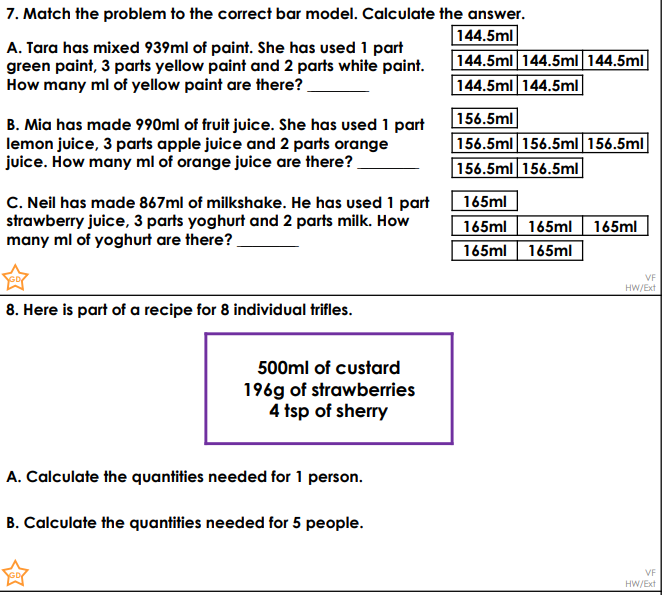 7. Match the problem to the correct bar model. Calculate the answer.
A. Tara has mixed 939ml of paint. She has used 1 part
green paint, 3 parts yellow paint and 2 parts white paint.
How many ml of yellow paint are there? ________
144.5ml
144.5ml 144.5ml 144.5ml
144.5ml 144.5ml
B. Mia has made 990ml of fruit juice. She has used 1 part
lemon juice, 3 parts apple juice and 2 parts orange
juice. How many ml of orange juice are there? ________
156.5ml
156.5ml 156.5ml 156.5ml
156.5ml 156.5ml
C. Neil has made 867ml of milkshake. He has used 1 part
strawberry juice, 3 parts yoghurt and 2 parts milk. How
many ml of yoghurt are there? ________
165ml
165ml 165ml 165ml
165ml 165ml
GD
VF
HW/Ext
8. Here is part of a recipe for 8 individual trifles.
500ml of custard
196g of strawberries
4 tsp of sherry
A. Calculate the quantities needed for 1 person.
B. Calculate the quantities needed for 5 people.
GD
VF
HW/Ext